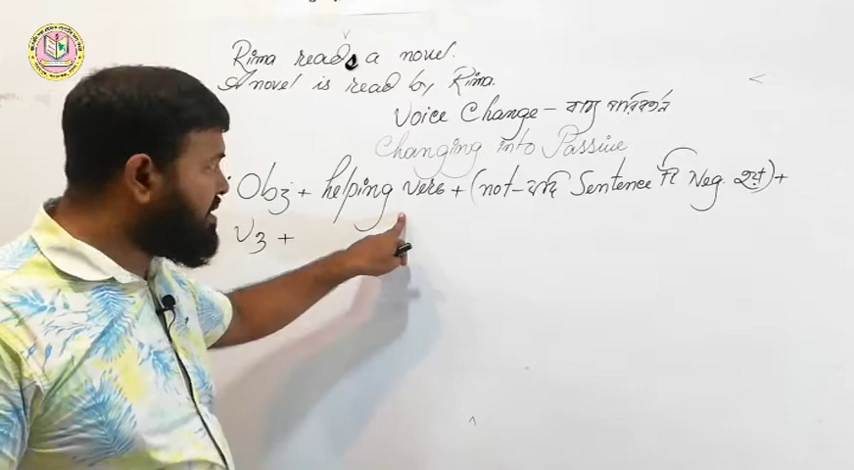 Rima reads a novel.
A novel is read by Rima.
Voice Change – বাচ্য পরিবর্তন
Changing into Passive
Obj + helping verb + (not – যদি Sentence টি Neg. হয়) +
V3 +